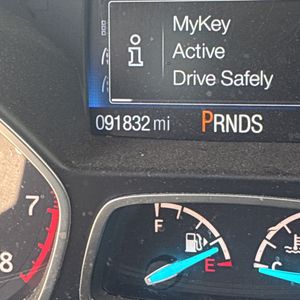 MyKey
Active
Drive Safely
091832 mi PRNDS
7
8
F
E
C